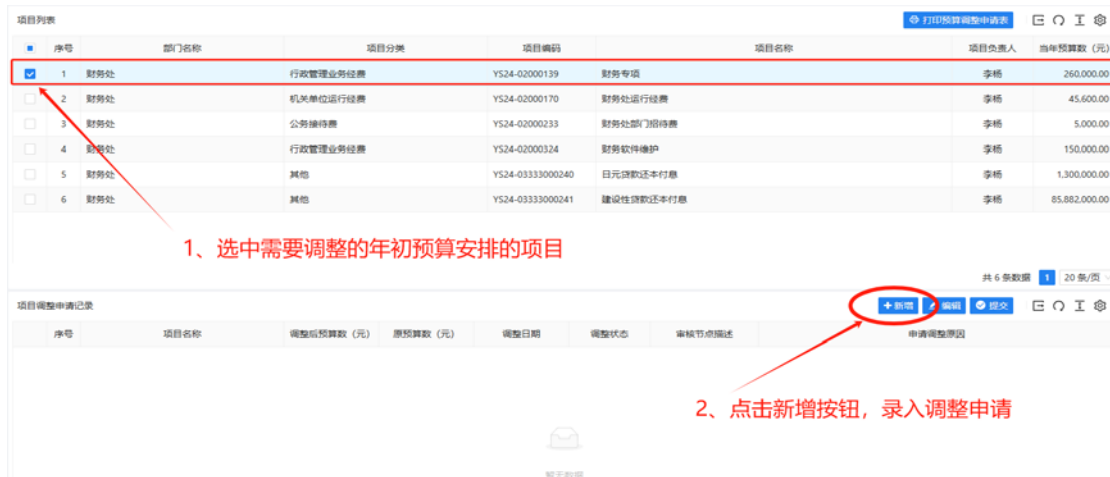 项目列表 打印预算调整申请表
序号 部门名称 项目分类 项目编码 项目名称 项目负责人 当年预算数（元）
1 财务处 行政管理业务经费 YS24-02000139 财务专项 李杨 260,000.00
2 财务处 机关单位运行经费 YS24-02000170 财务处运行经费 李杨 45,600.00
3 财务处 公务接待费 YS24-02000233 财务处部门招待费 李杨 5,000.00
4 财务处 行政管理业务经费 YS24-02000324 财务软件维护 李杨 150,000.00
5 财务处 其他 YS24-03333000240 日元贷款还本付息 李杨 1,300,000.00
6 财务处 其他 YS24-03333000241 建设性贷款还本付息 李杨 85,882,000.00
1、选中需要调整的年初预算安排的项目
共 6 条数据 1 20 条/页
项目调整申请记录 +新增 编辑 提交
序号 项目名称 调整后预算数（元） 原预算数（元） 调整日期 调整状态 审核节点描述 申请调整原因
2、点击新增按钮，录入调整申请
暂无数据